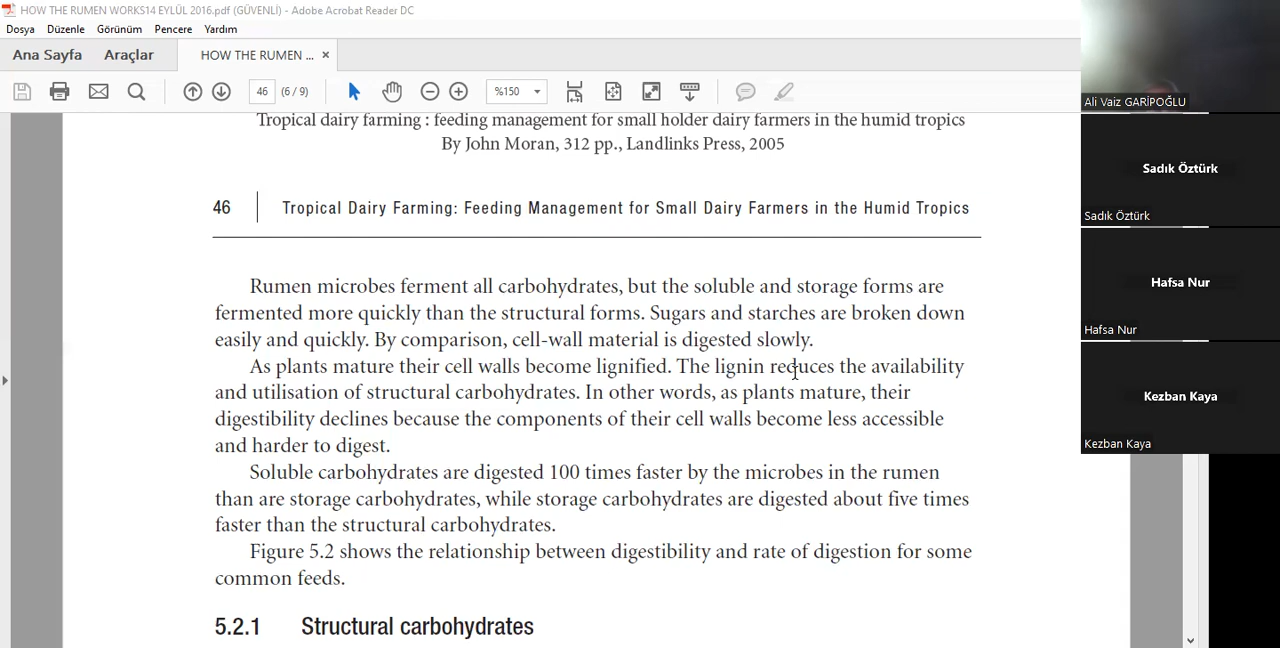 HOW THE RUMEN WORKS14 EYLÜL 2016.pdf (GÜVENLİ) - Adobe Acrobat Reader DC
Dosya Düzenle Görünüm Pencere Yardım
Ana Sayfa Araçlar HOW THE RUMEN ... ×
46 (6 / 9) %150
Tropical dairy farming : feeding management for small holder dairy farmers in the humid tropics
By John Moran, 312 pp., Landlinks Press, 2005
46 Tropical Dairy Farming: Feeding Management for Small Dairy Farmers in the Humid Tropics
Rumen microbes ferment all carbohydrates, but the soluble and storage forms are
fermented more quickly than the structural forms. Sugars and starches are broken down
easily and quickly. By comparison, cell-wall material is digested slowly.
As plants mature their cell walls become lignified. The lignin reduces the availability
and utilisation of structural carbohydrates. In other words, as plants mature, their
digestibility declines because the components of their cell walls become less accessible
and harder to digest.
Soluble carbohydrates are digested 100 times faster by the microbes in the rumen
than are storage carbohydrates, while storage carbohydrates are digested about five times
faster than the structural carbohydrates.
Figure 5.2 shows the relationship between digestibility and rate of digestion for some
common feeds.
5.2.1 Structural carbohydrates
Ali Vaiz GARİPOĞLU
Sadık Öztürk
Sadık Öztürk
Hafsa Nur
Hafsa Nur
Kezban Kaya
Kezban Kaya